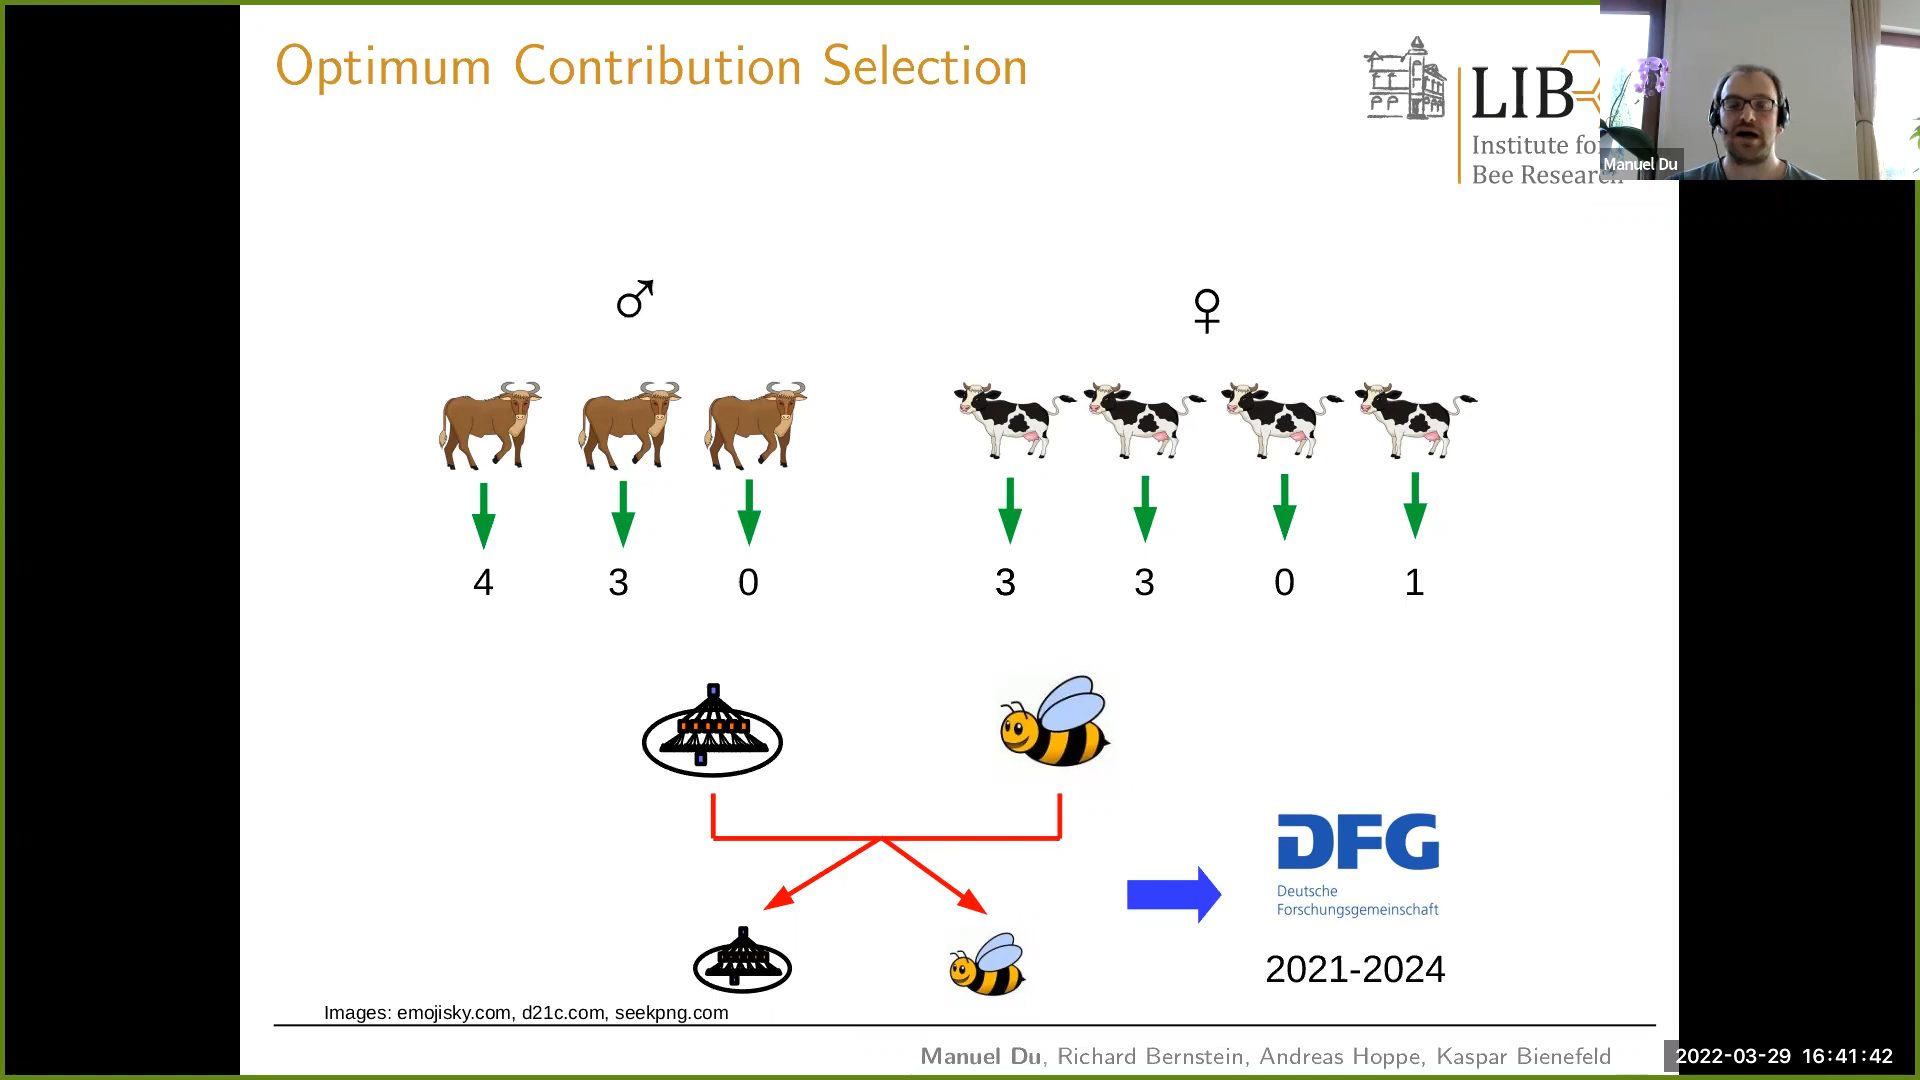 Optimum Contribution Selection
LIB
Institute for
Bee Research
Manuel Du
♂ ♀
4 3 0 3 3 0 1
DFG
Deutsche
Forschungsgemeinschaft
2021-2024
Images: emojisky.com, d21c.com, seekpng.com
Manuel Du, Richard Bernstein, Andreas Hoppe, Kaspar Bienefeld
2022-03-29 16:41:42